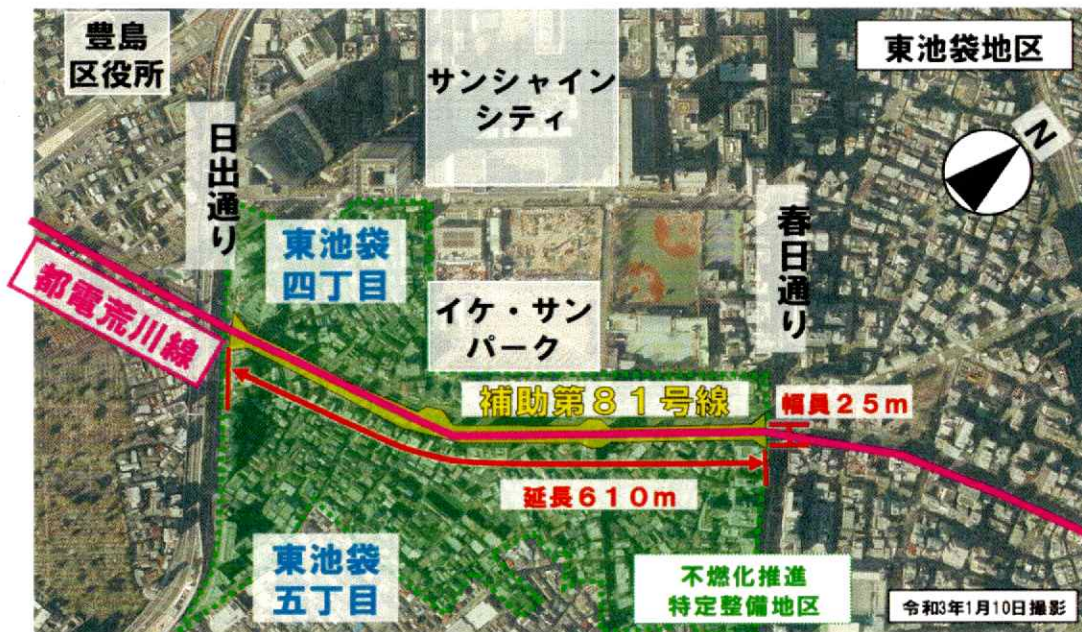 豊島
区役所
サンシャイン
シティ
東池袋地区
N
日出通り
春日通り
東池袋
四丁目
都電荒川線
イケ・サン
パーク
補助第81号線
幅員25m
延長610m
東池袋
五丁目
不燃化推進
特定整備地区
令和3年1月10日撮影